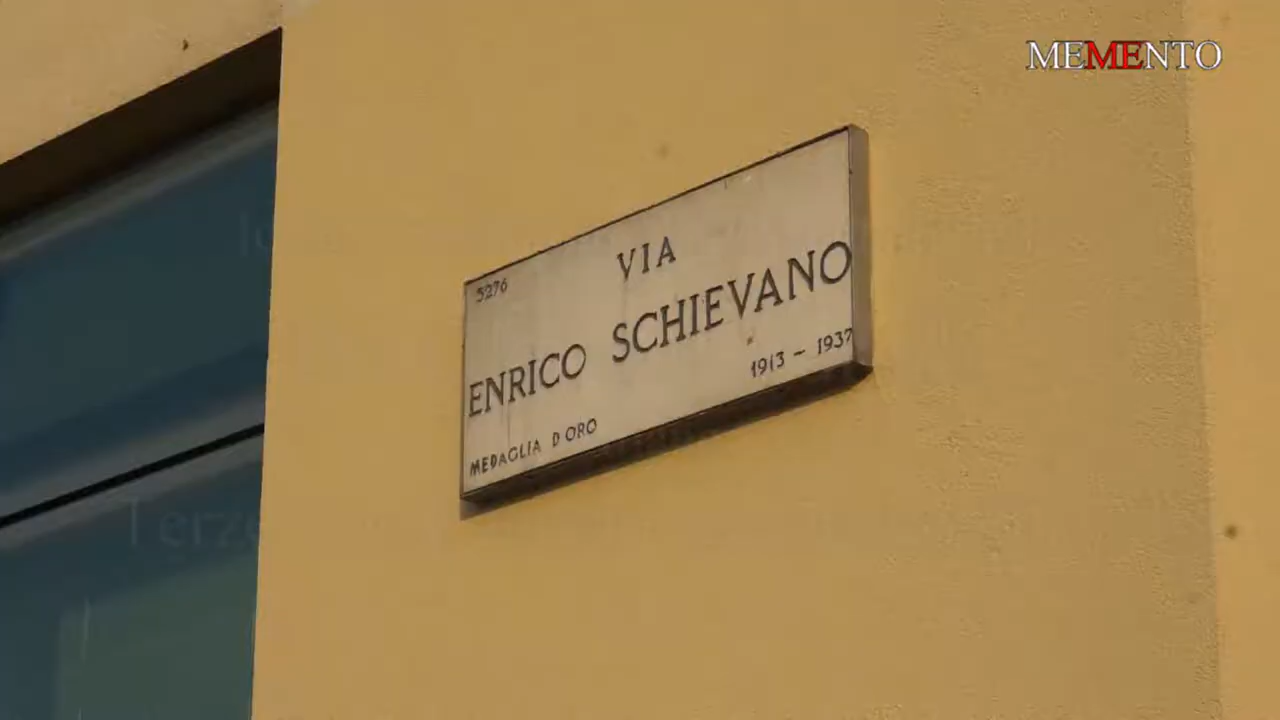 MEMENTO
5276
VIA
ENRICO SCHIEVANO
1913 - 1937
MEDAGLIA D'ORO